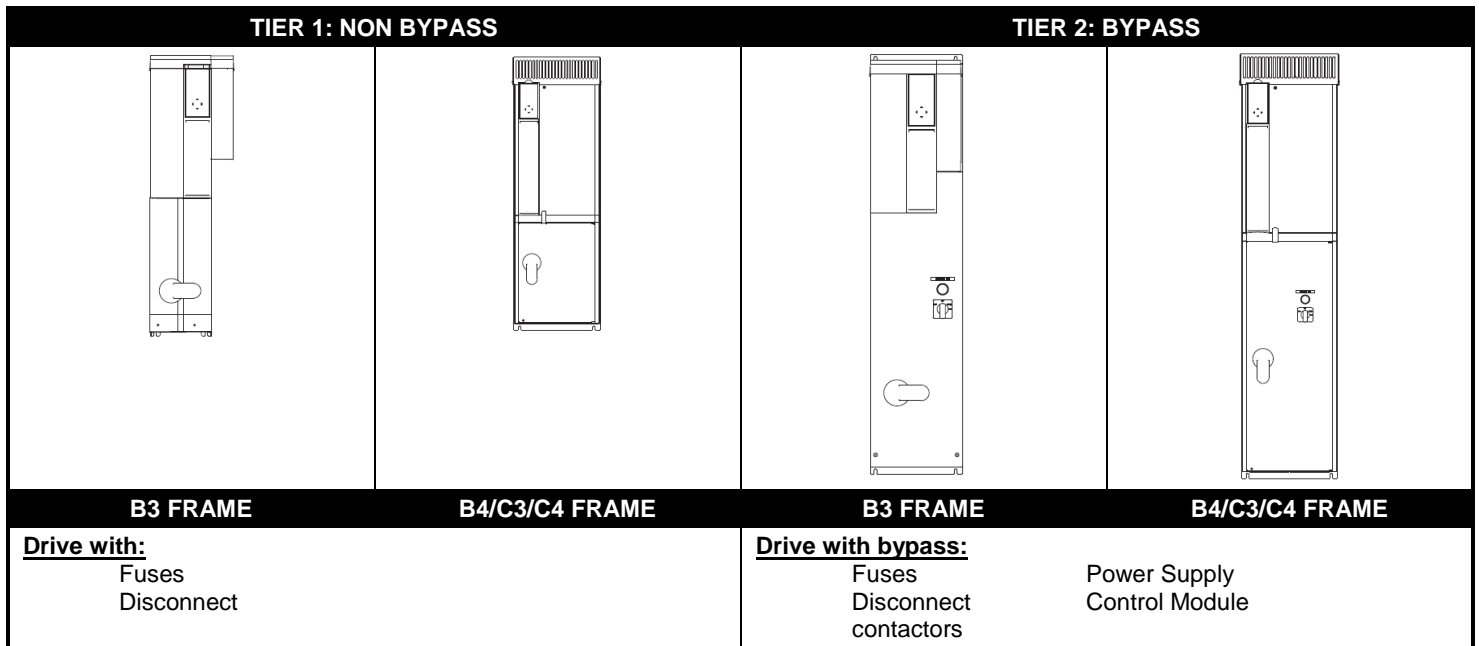 TIER 1: NON BYPASS
TIER 2: BYPASS
B3 FRAME
B4/C3/C4 FRAME
B3 FRAME
B4/C3/C4 FRAME
Drive with:
Fuses
Disconnect
Drive with bypass:
Fuses
Disconnect
contactors
Power Supply
Control Module